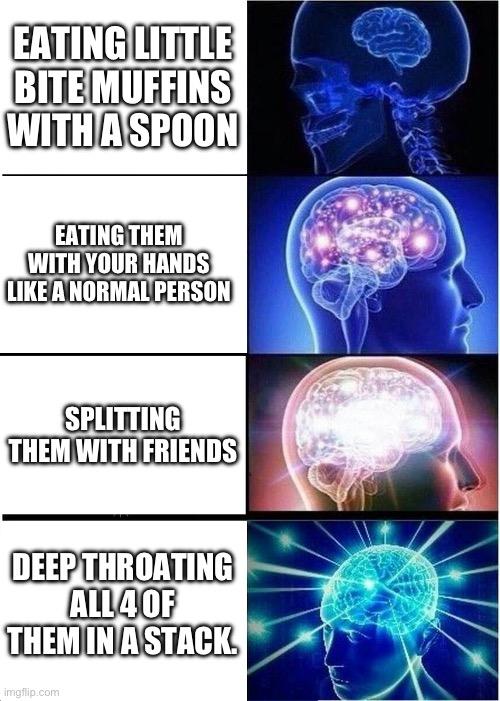 EATING LITTLE
BITE MUFFINS
WITH A SPOON
EATING THEM
WITH YOUR HANDS
LIKE A NORMAL PERSON
SPLITTING
THEM WITH FRIENDS
DEEP THROATING
ALL 4 OF
THEM IN A STACK.
imgflip.com